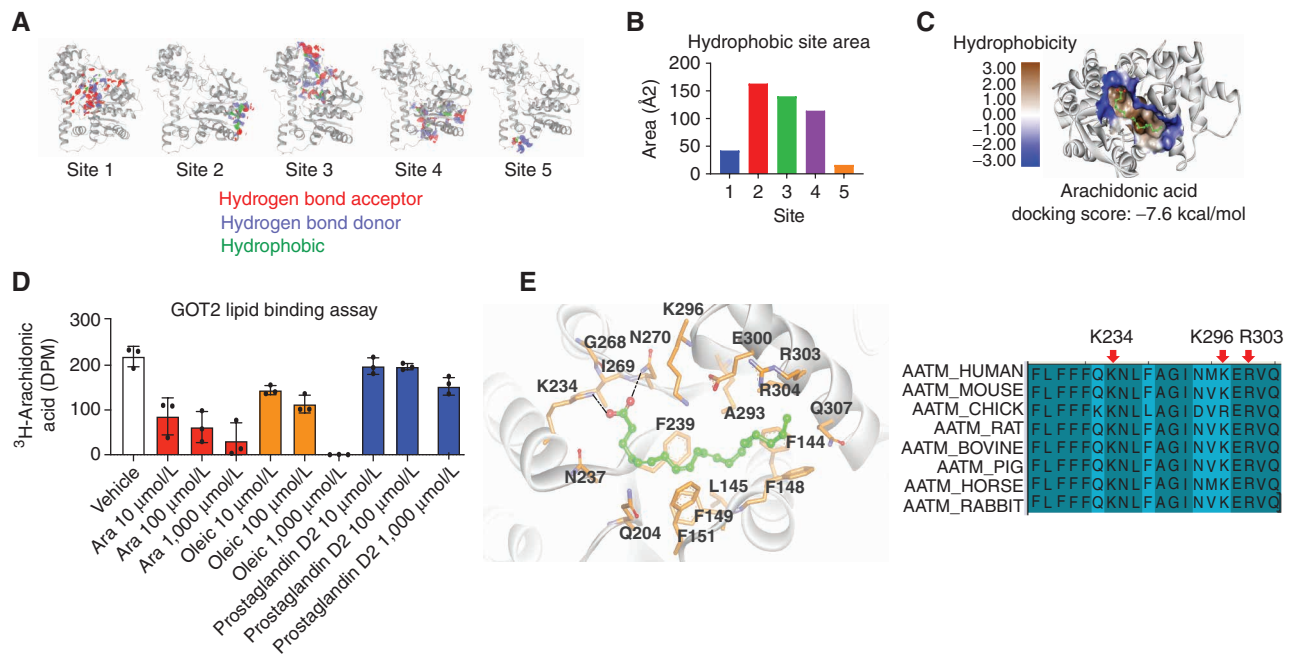 A
Site 1
Site 2
Site 3
Site 4
Site 5
Hydrogen bond acceptor
Hydrogen bond donor
Hydrophobic
B
Hydrophobic site area
Area (Å2)
200
150
100
50
0
1 2 3 4 5
Site
C
Hydrophobicity
3.00
2.00
1.00
0.00
−1.00
−2.00
−3.00
Arachidonic acid
docking score: −7.6 kcal/mol
D
GOT2 lipid binding assay
³H-Arachidonic
acid (DPM)
300
200
100
0
Vehicle
Ara 10 μmol/L
Ara 100 μmol/L
Ara 1,000 μmol/L
Oleic 10 μmol/L
Oleic 100 μmol/L
Oleic 1,000 μmol/L
Prostaglandin D2 10 μmol/L
Prostaglandin D2 100 μmol/L
Prostaglandin D2 1,000 μmol/L
E
K296
G268
N270
E300
I269
R303
K234
R304
A293
Q307
F239
F144
N237
L145
F148
F149
Q204
F151
K234 K296 R303
AATM_HUMAN FLFFFQKNLFAGINMKERVQ
AATM_MOUSE FLFFFQKNLFAGINMKERVQ
AATM_CHICK FLFFFKKNLLAGIDVRERVQ
AATM_RAT FLFFFQKNLFAGINVKERVQ
AATM_BOVINE FLFFFQKNLFAGINVKERVQ
AATM_PIG FLFFFQKNLFAGINVKERVQ
AATM_HORSE FLFFFQKNLFAGINMKERVQ
AATM_RABBIT FLFFFQKNLFAGINVKERVQ